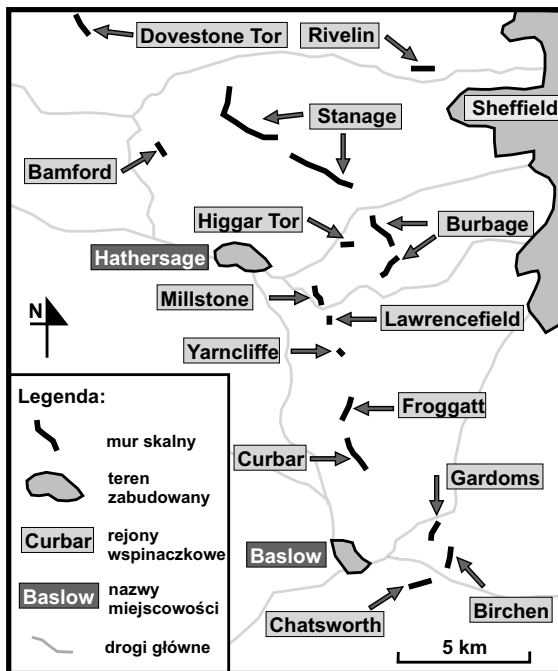 Dovestone Tor
Rivelin
Sheffield
Stanage
Bamford
Higgar Tor
Burbage
Hathersage
Millstone
Lawrencefield
N
Yarncliffe
Froggatt
Curbar
Gardoms
Baslow
Chatsworth
Birchen
5 km
Legenda:
mur skalny
teren
zabudowany
Curbar
rejony
wspinaczkowe
Baslow
nazwy
miejscowości
drogi główne